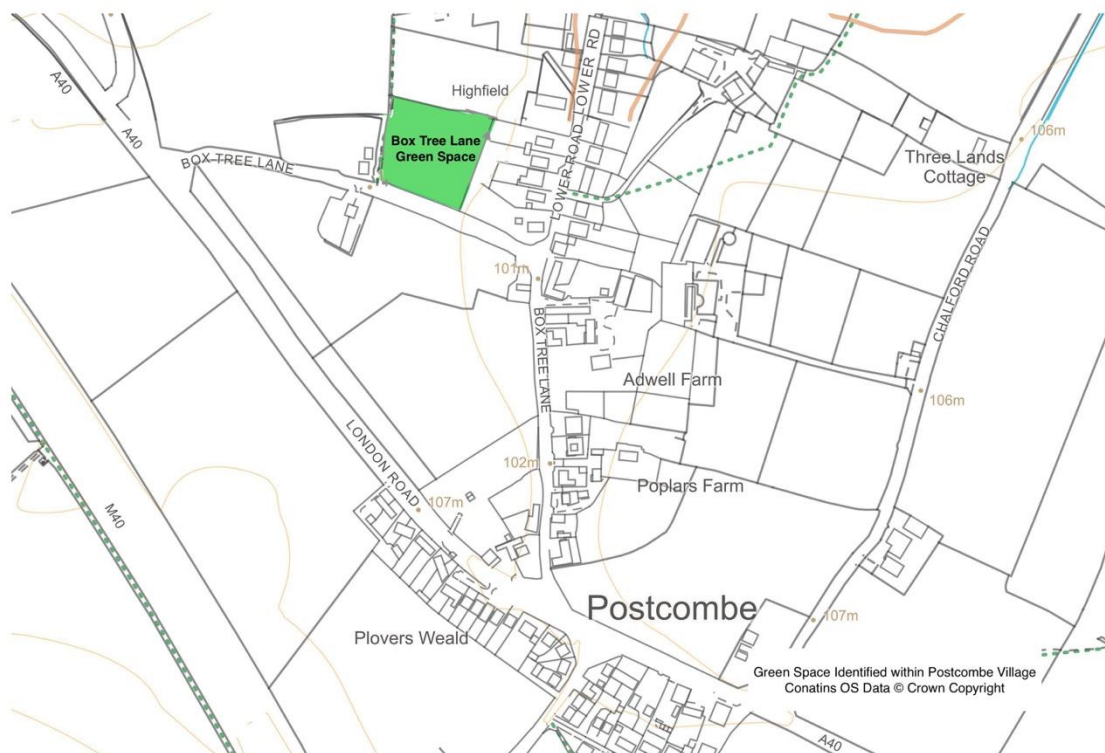 A40
A40
BOX TREE LANE
Highfield
Box Tree Lane
Green Space
LOWER ROAD
LOWER RD
106m
Three Lands
Cottage
101m
CHALFORD ROAD
BOX TREE LANE
Adwell Farm
106m
LONDON ROAD
102m
Poplars Farm
107m
M40
Postcombe
107m
Plovers Weald
Green Space Identified within Postcombe Village
Conatins OS Data © Crown Copyright
A40